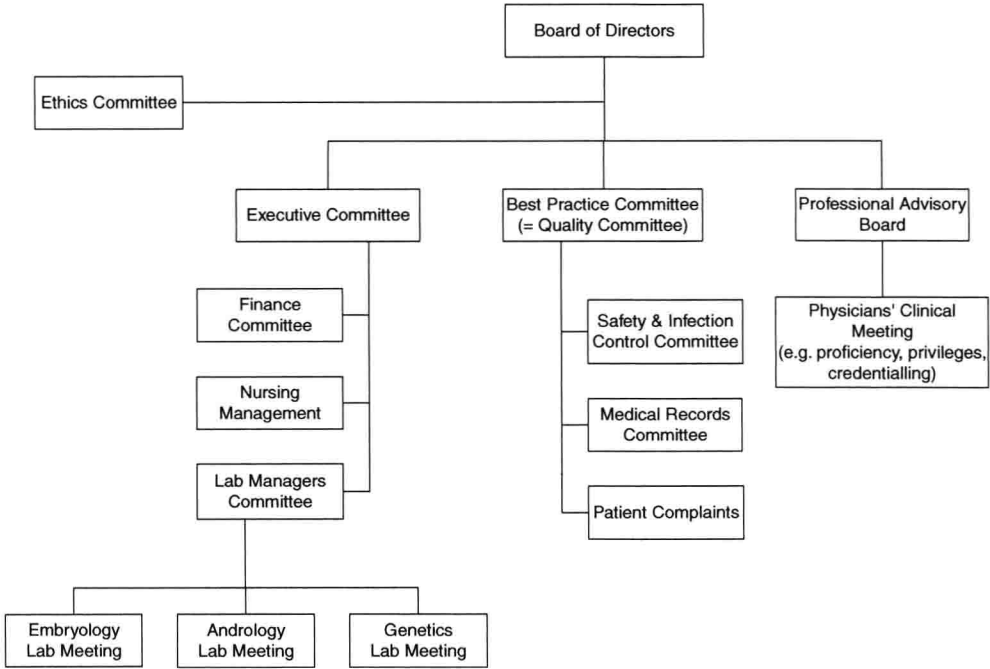 Board of Directors
Ethics Committee
Executive Committee
Best Practice Committee
(= Quality Committee)
Professional Advisory
Board
Finance
Committee
Safety & Infection
Control Committee
Physicians' Clinical
Meeting
(e.g. proficiency, privileges,
credentialling)
Nursing
Management
Medical Records
Committee
Lab Managers
Committee
Patient Complaints
Embryology
Lab Meeting
Andrology
Lab Meeting
Genetics
Lab Meeting